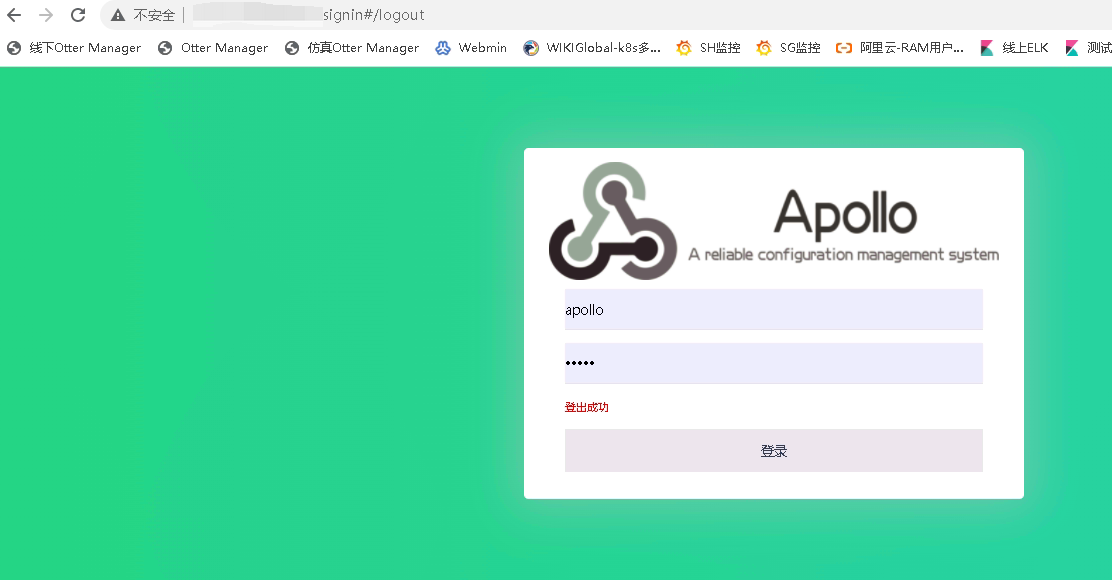 不安全 signin#/logout
线下Otter Manager Otter Manager 仿真Otter Manager Webmin WIKIGlobal-k8s多... SH监控 SG监控 阿里云-RAM用户... 线上ELK 测试
Apollo
A reliable configuration management system
apollo
•••••
登出成功
登录